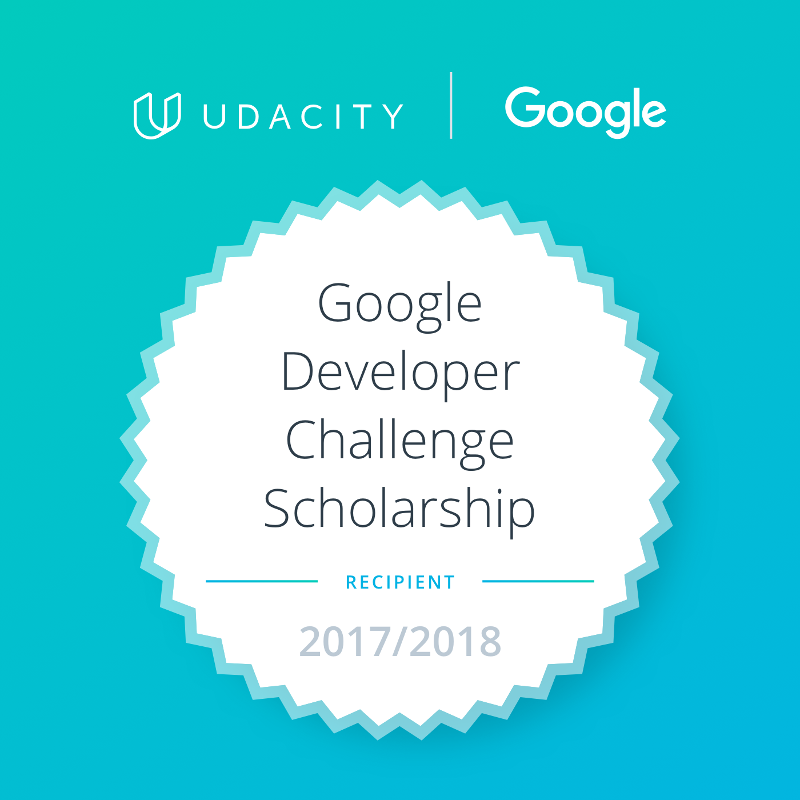 UDACITY | Google
Google
Developer
Challenge
Scholarship
RECIPIENT
2017/2018